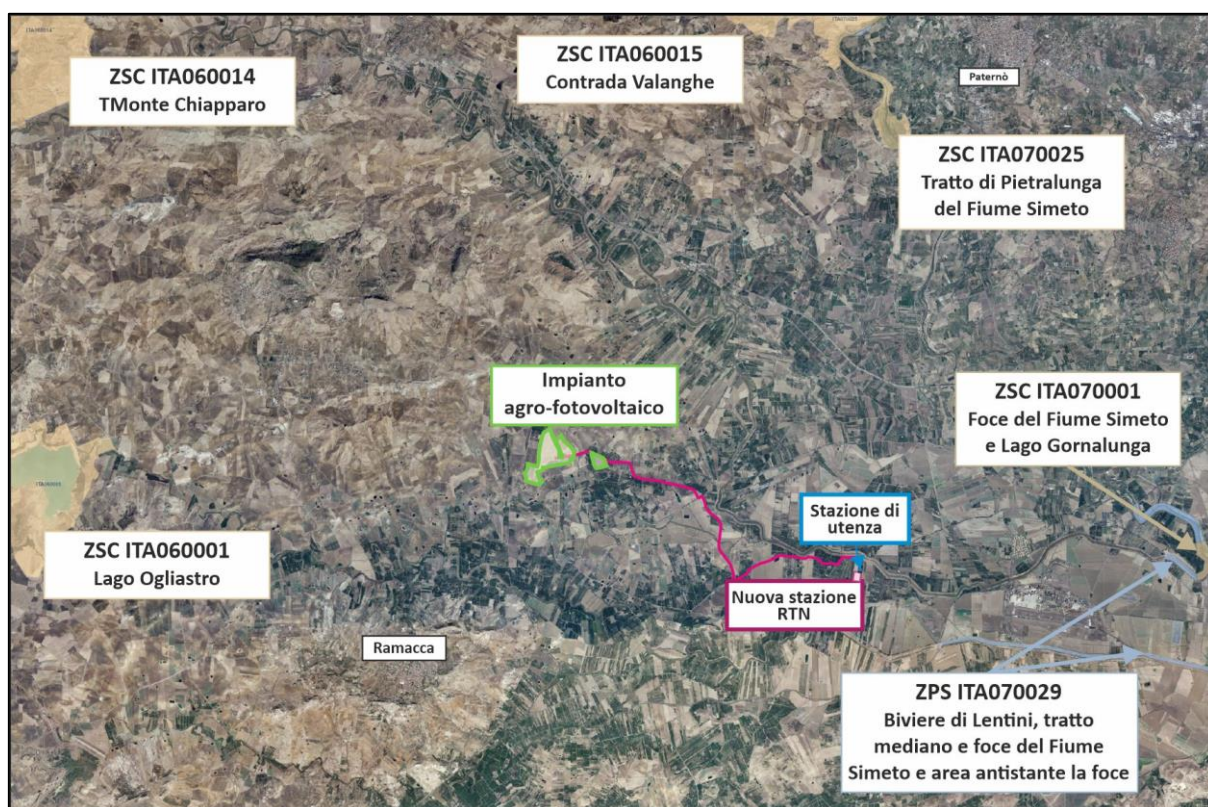 ITA060014
ITA070025
ZSC ITA060014
TMonte Chiapparo
ZSC ITA060015
Contrada Valanghe
Paternò
ZSC ITA070025
Tratto di Pietralunga
del Fiume Simeto
Impianto
agro-fotovoltaico
ZSC ITA070001
Foce del Fiume Simeto
e Lago Gornalunga
Stazione di
utenza
ZSC ITA060001
Lago Ogliastro
Nuova stazione
RTN
Ramacca
ZPS ITA070029
Biviere di Lentini, tratto
mediano e foce del Fiume
Simeto e area antistante la foce